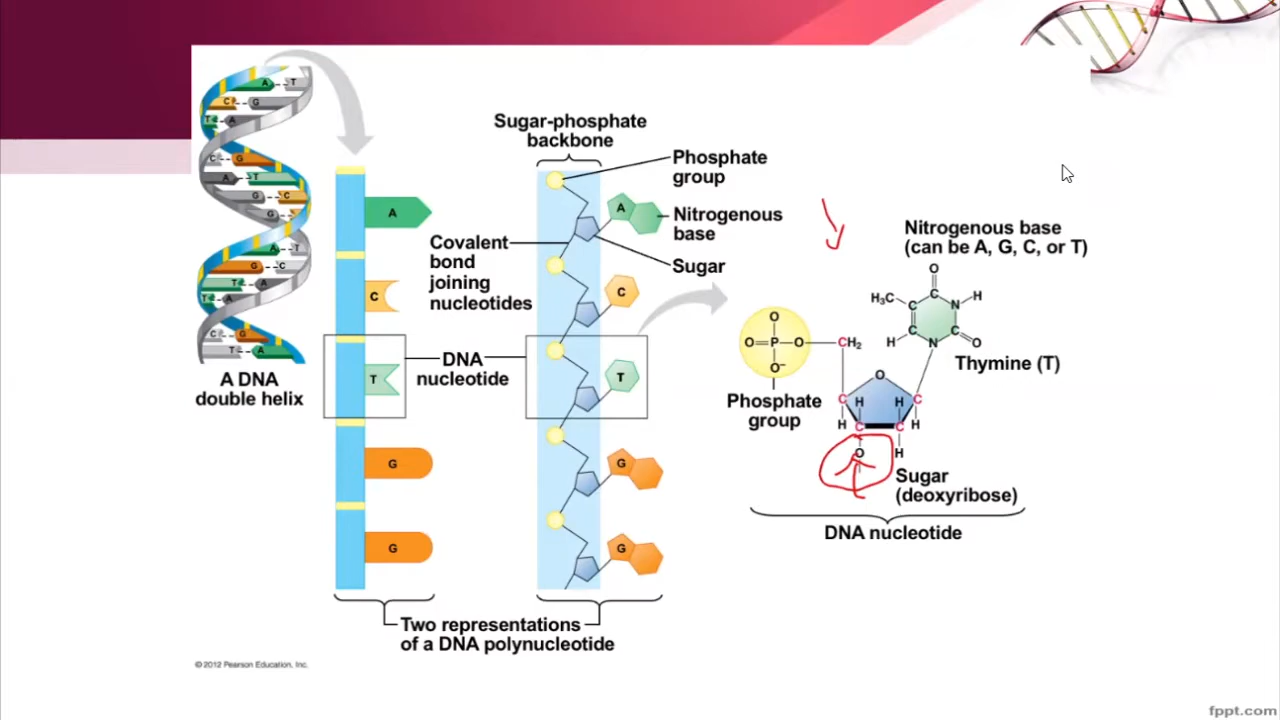 A T
C G
T A
C G
A T
G C
G
A T
G C
T A
T A
C G
T A
A DNA
double helix
A
C
T
G
G
Sugar-phosphate
backbone
Phosphate
group
Nitrogenous
base
Sugar
Covalent
bond
joining
nucleotides
DNA
nucleotide
A
C
T
G
G
Two representations
of a DNA polynucleotide
Nitrogenous base
(can be A, G, C, or T)
O
H₃C C N H
C C
H N O
Thymine (T)
O
O=P—O CH₂
O⁻
Phosphate
group
O
C H H C
H C C H
O H
Sugar
(deoxyribose)
DNA nucleotide
©2012 Pearson Education, Inc.
fppt.com